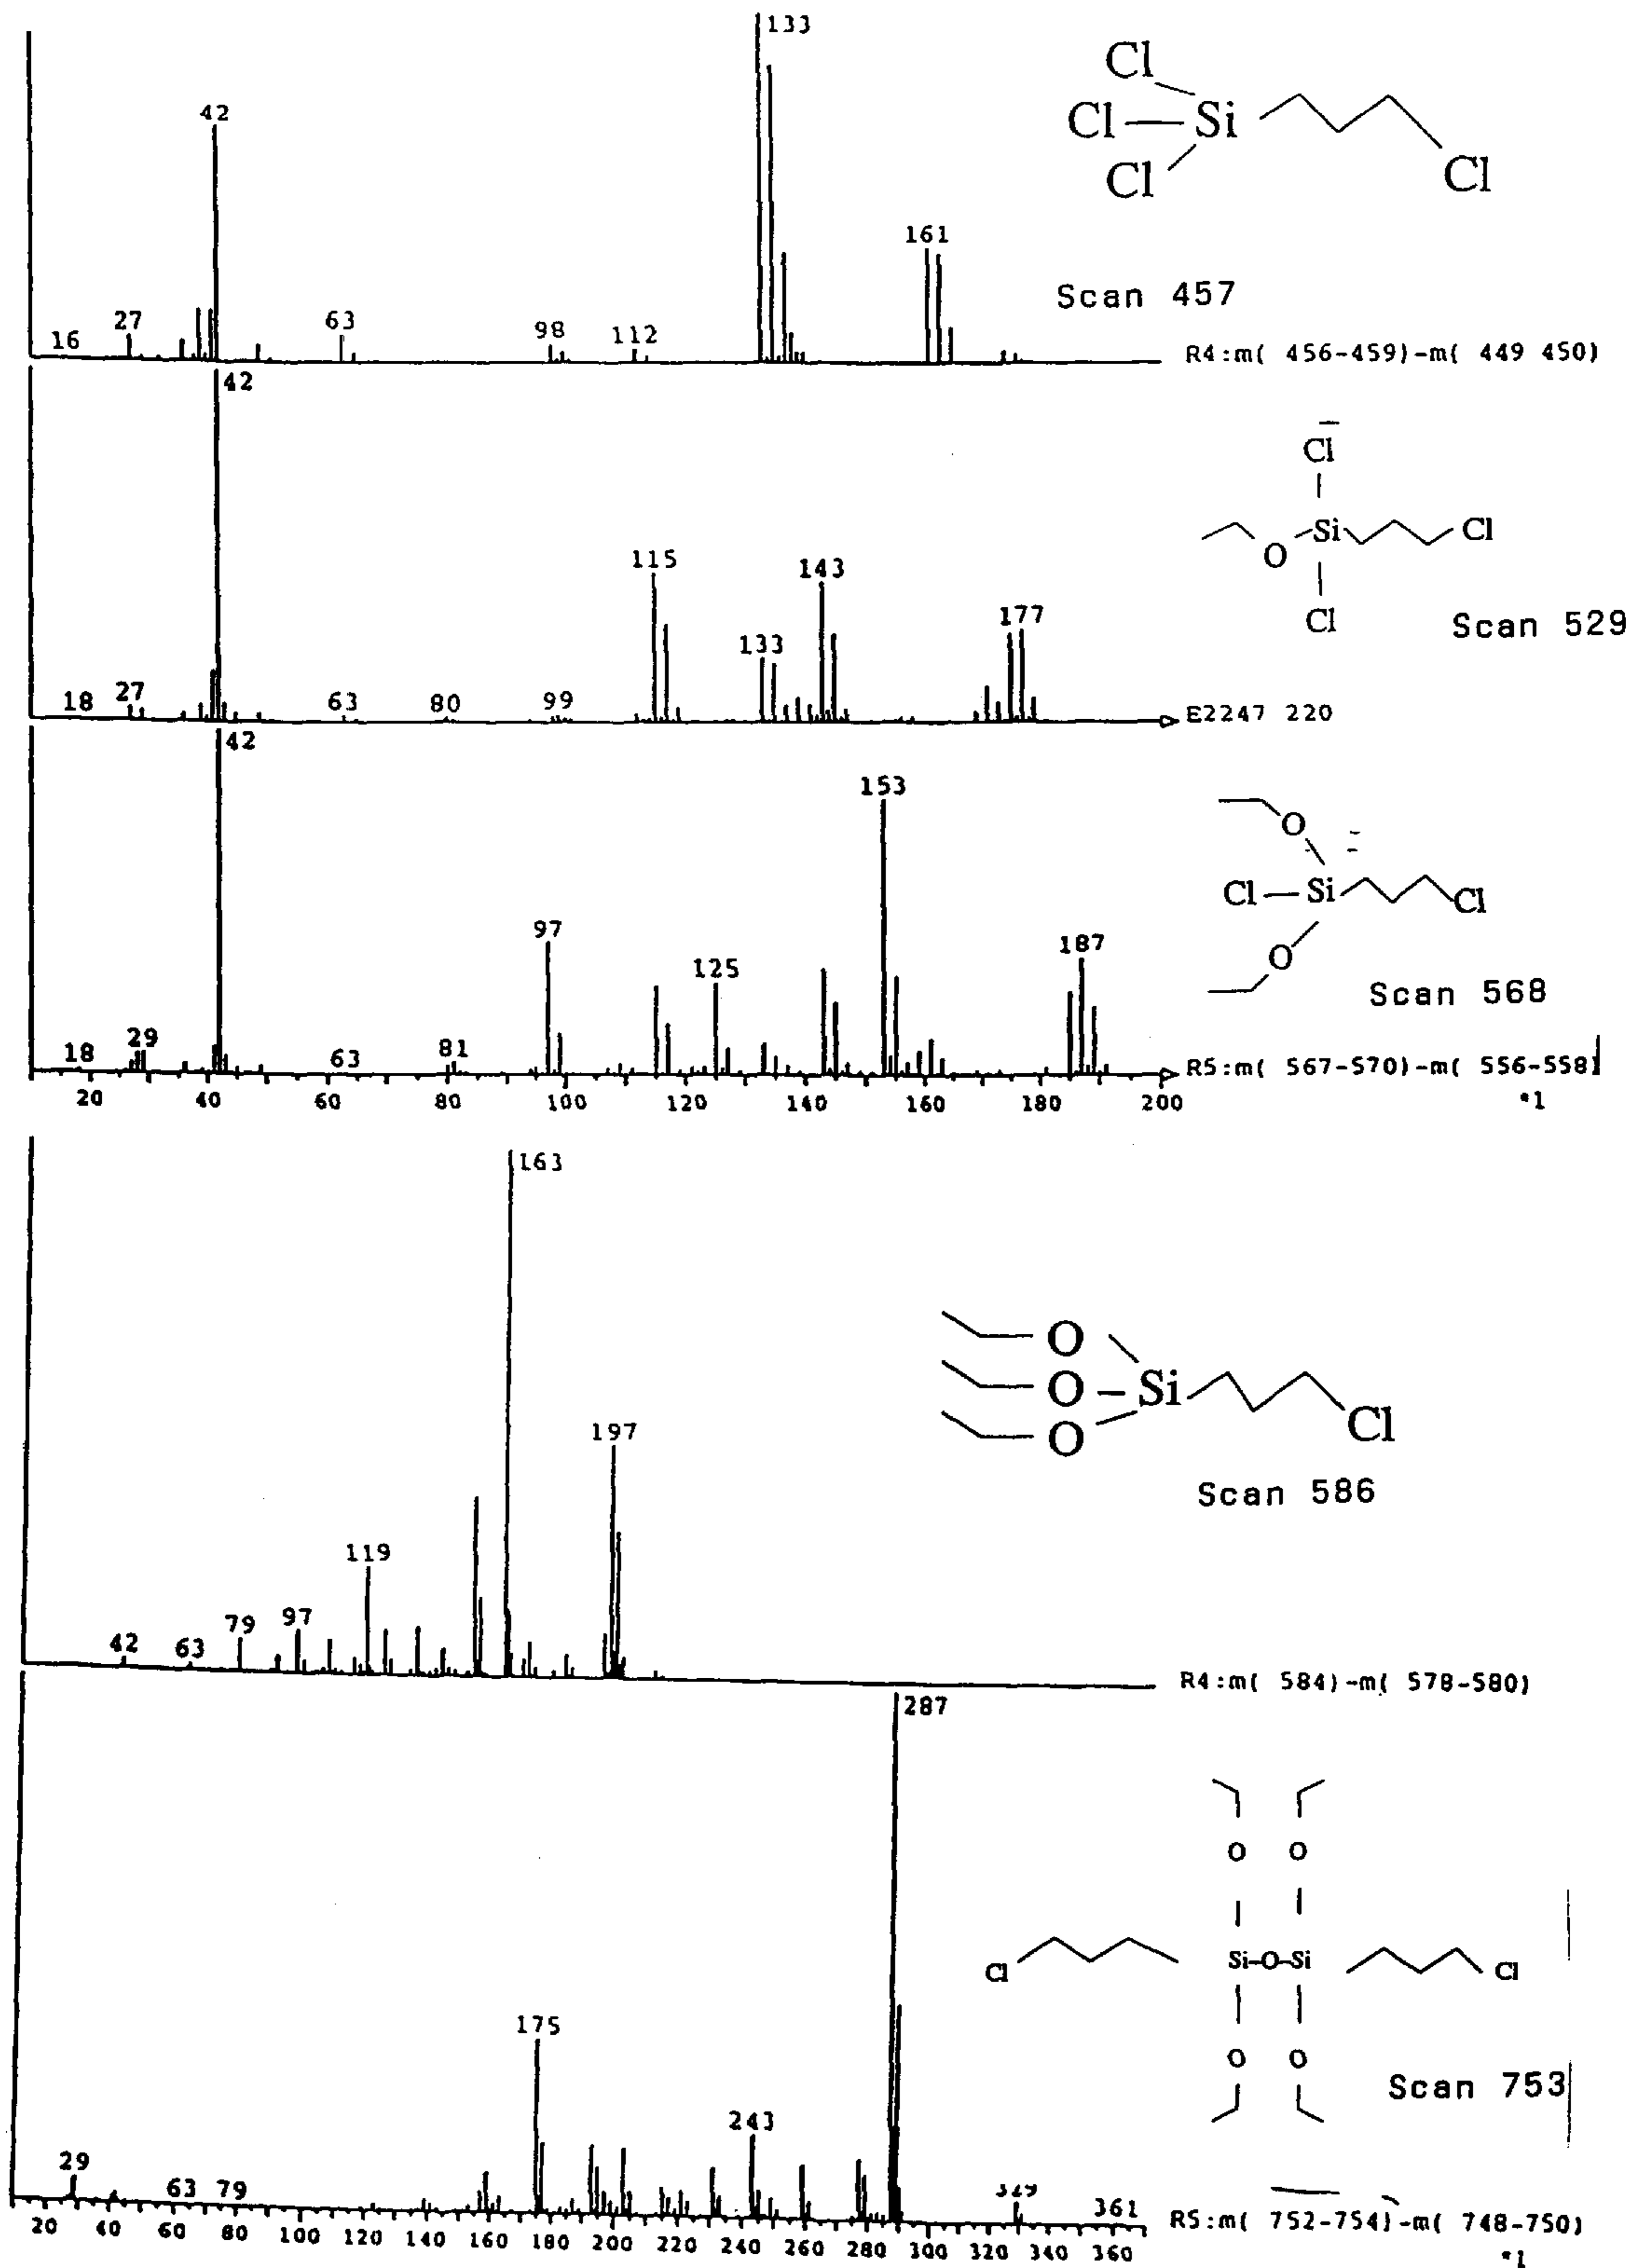 133
Cl
42
Cl — Si
Cl
Cl
161
Scan 457
16 27 63 98 112
R4:m( 456-459)-m( 449 450)
42
Cl
Si Cl
O
115 143
Cl
177
Scan 529
133
18 27 63 80 99
E2247 220
42
153
O
Cl — Si Cl
97
187
O
125
Scan 568
18 29 63 81
R5:m( 567-570)-m( 556-558)
20 40 60 80 100 120 140 160 180 200 *1
163
O
O — Si
O Cl
197
Scan 586
119
42 63 79 97
R4:m( 584)-m( 578-580)
287
O O
Cl Si-O-Si Cl
175
O O
Scan 753
243
29 63 79 361
R5:m( 752-754)-m( 748-750)
20 40 60 80 100 120 140 160 180 200 220 240 260 280 300 320 340 360 *1